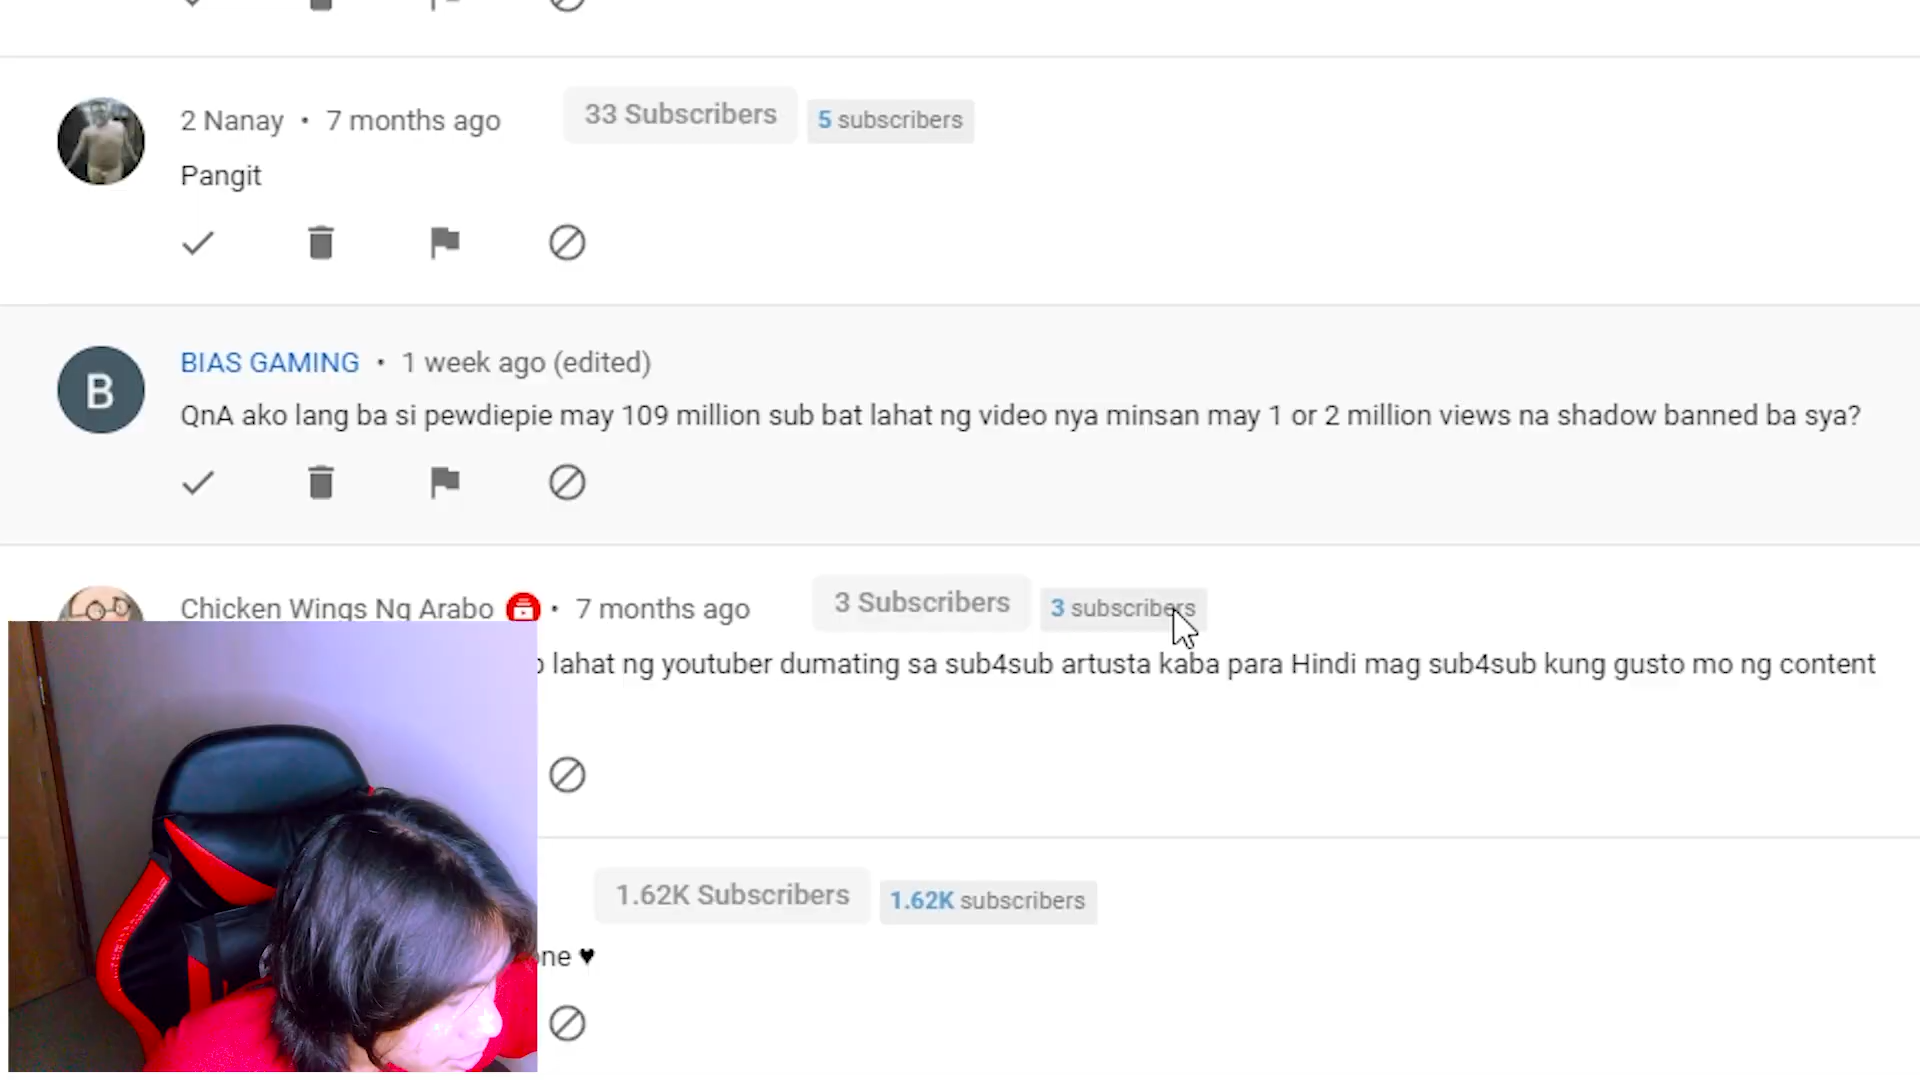 2 Nanay • 7 months ago 33 Subscribers 5 subscribers
Pangit
B BIAS GAMING • 1 week ago (edited)
QnA ako lang ba si pewdiepie may 109 million sub bat lahat ng video nya minsan may 1 or 2 million views na shadow banned ba sya?
Chicken Wings Ng Arabo • 7 months ago 3 Subscribers 3 subscribers
lahat ng youtuber dumating sa sub4sub artusta kaba para Hindi mag sub4sub kung gusto mo ng content
1.62K Subscribers 1.62K subscribers
ne ♥